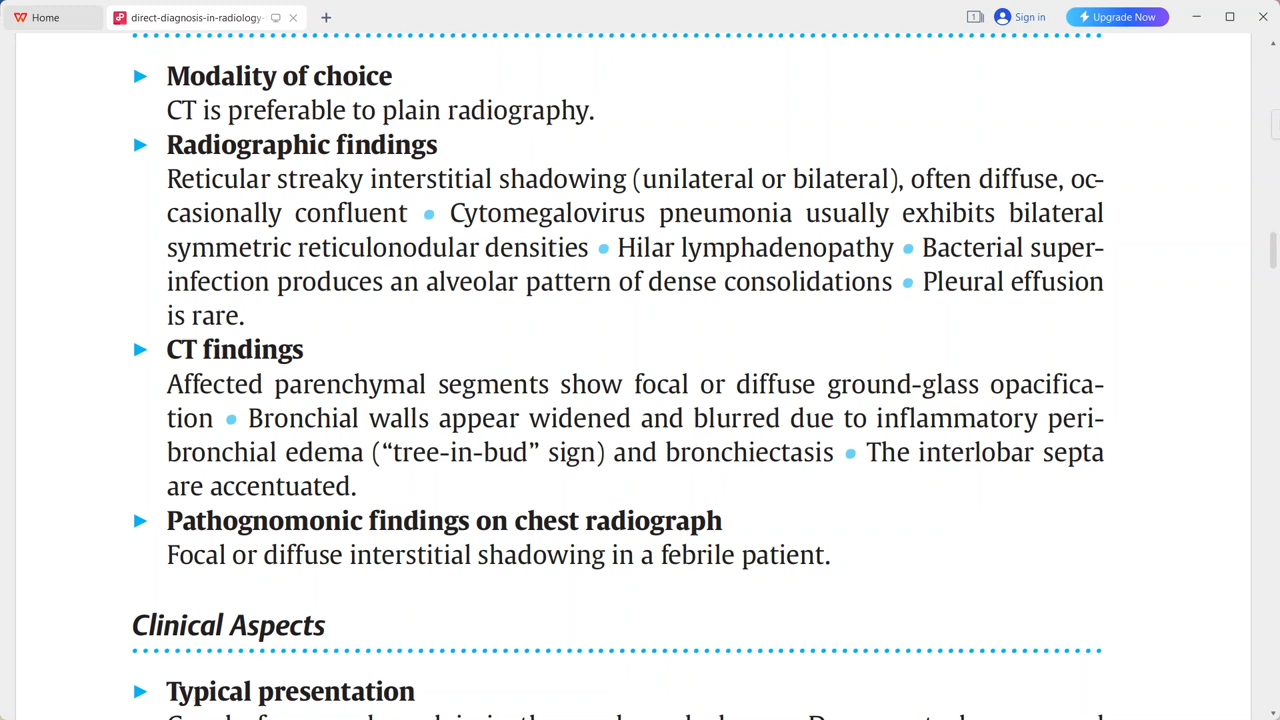 Home
direct-diagnosis-in-radiology-
1
Sign in
Upgrade Now
Modality of choice
CT is preferable to plain radiography.
Radiographic findings
Reticular streaky interstitial shadowing (unilateral or bilateral), often diffuse, oc-
casionally confluent • Cytomegalovirus pneumonia usually exhibits bilateral
symmetric reticulonodular densities • Hilar lymphadenopathy • Bacterial super-
infection produces an alveolar pattern of dense consolidations • Pleural effusion
is rare.
CT findings
Affected parenchymal segments show focal or diffuse ground-glass opacifica-
tion • Bronchial walls appear widened and blurred due to inflammatory peri-
bronchial edema (“tree-in-bud” sign) and bronchiectasis • The interlobar septa
are accentuated.
Pathognomonic findings on chest radiograph
Focal or diffuse interstitial shadowing in a febrile patient.
Clinical Aspects
Typical presentation